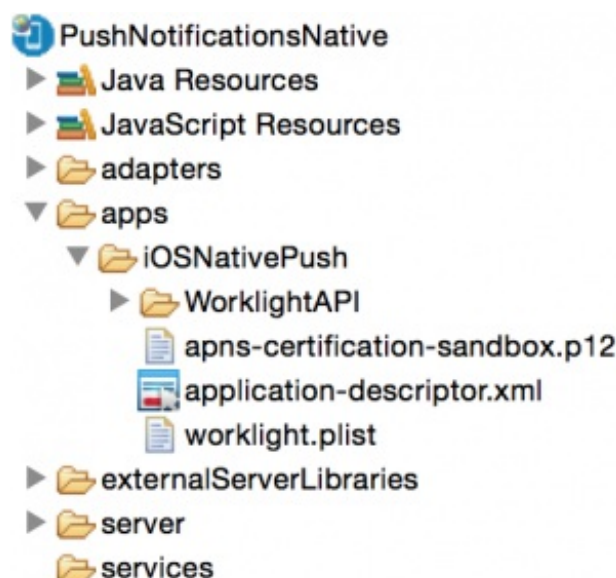 PushNotificationsNative
Java Resources
JavaScript Resources
adapters
apps
iOSNativePush
WorklightAPI
apns-certification-sandbox.p12
application-descriptor.xml
worklight.plist
externalServerLibraries
server
services